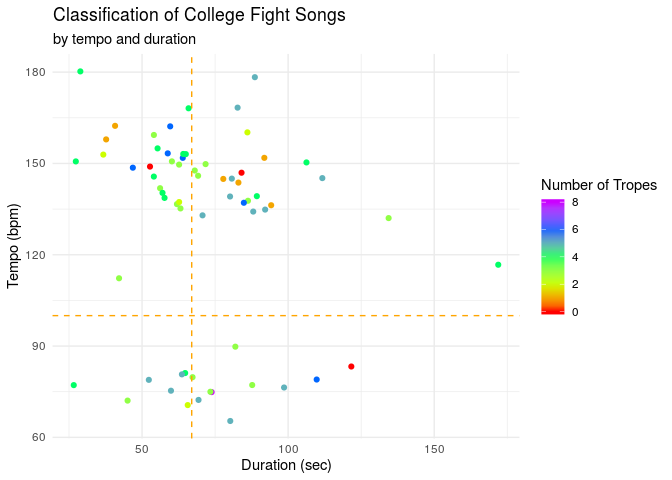 Classification of College Fight Songs
by tempo and duration
180
150
120
90
60
Tempo (bpm)
50
100
150
Duration (sec)
Number of Tropes
8
6
4
2
0